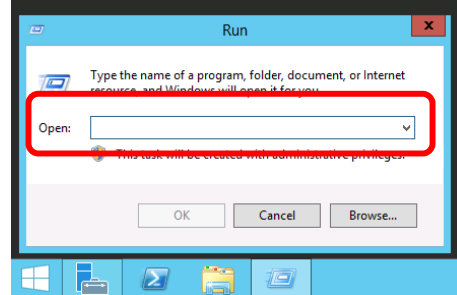 Run
x
Type the name of a program, folder, document, or Internet
resource, and Windows will open it for you.
Open:
This task will be created with administrative privileges.
OK
Cancel
Browse...